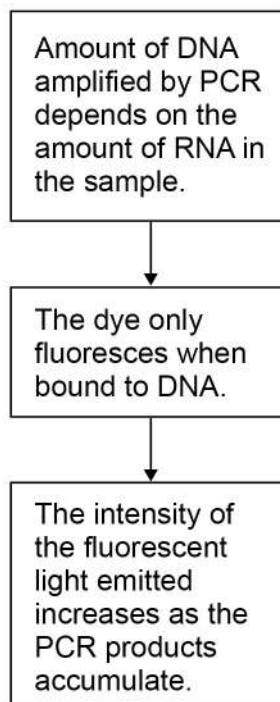 Amount of DNA
amplified by PCR
depends on the
amount of RNA in
the sample.
The dye only
fluoresces when
bound to DNA.
The intensity of
the fluorescent
light emitted
increases as the
PCR products
accumulate.